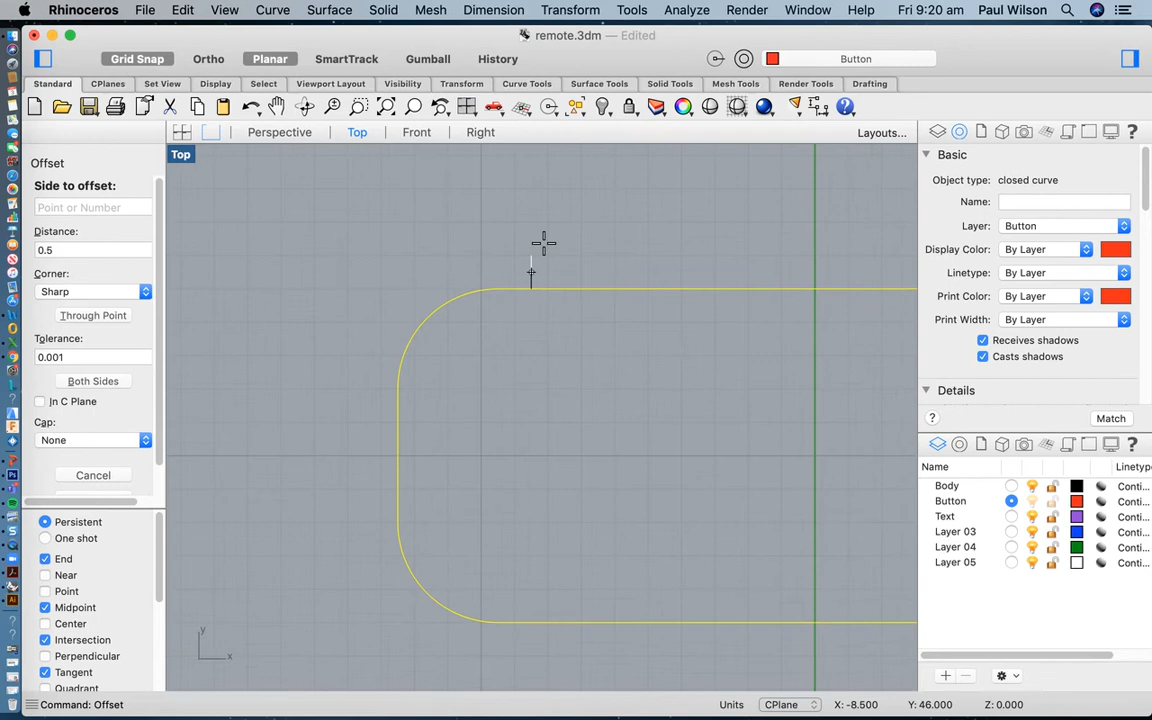 Rhinoceros File Edit View Curve Surface Solid Mesh Dimension Transform Tools Analyze Render Window Help Fri 9:20 am Paul Wilson
remote.3dm — Edited
Grid Snap Ortho Planar SmartTrack Gumball History Button
Standard CPlanes Set View Display Select Viewport Layout Visibility Transform Curve Tools Surface Tools Solid Tools Mesh Tools Render Tools Drafting
Perspective Top Front Right Layouts...
Top
Offset
Side to offset:
Point or Number
Distance:
0.5
Corner:
Sharp
Through Point
Tolerance:
0.001
Both Sides
In C Plane
Cap:
None
Cancel
Persistent
One shot
End
Near
Point
Midpoint
Center
Intersection
Perpendicular
Tangent
Quadrant
y
x
Basic
Object type: closed curve
Name:
Layer: Button
Display Color: By Layer
Linetype: By Layer
Print Color: By Layer
Print Width: By Layer
Receives shadows
Casts shadows
Details
? Match
Name Linetype
Body Conti...
Button Conti...
Text Conti...
Layer 03 Conti...
Layer 04 Conti...
Layer 05 Conti...
Command: Offset Units CPlane X: -8.500 Y: 46.000 Z: 0.000